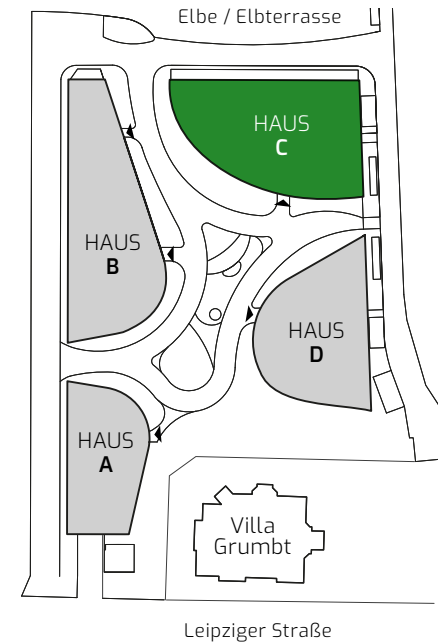 Elbe / Elbterrasse
HAUS
C
HAUS
B
HAUS
D
HAUS
A
Villa
Grumbt
Leipziger Straße